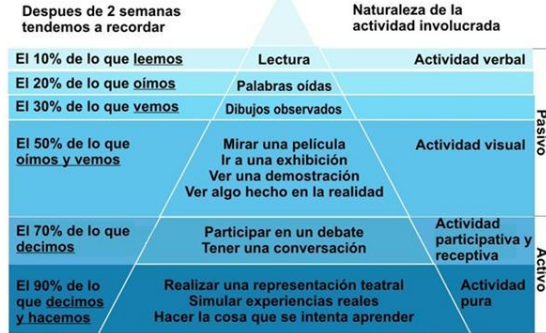 Despues de 2 semanas
tendemos a recordar
Naturaleza de la
actividad involucrada
El 10% de lo que leemos
Lectura
Actividad verbal
El 20% de lo que oímos
Palabras oídas
El 30% de lo que vemos
Dibujos observados
El 50% de lo que
oímos y vemos
Mirar una película
Ir a una exhibición
Ver una demostración
Ver algo hecho en la realidad
Actividad visual
Pasivo
El 70% de lo que
decimos
Participar en un debate
Tener una conversación
Actividad
participativa y
receptiva
El 90% de lo
que decimos
y hacemos
Realizar una representación teatral
Simular experiencias reales
Hacer la cosa que se intenta aprender
Actividad
pura
Activo